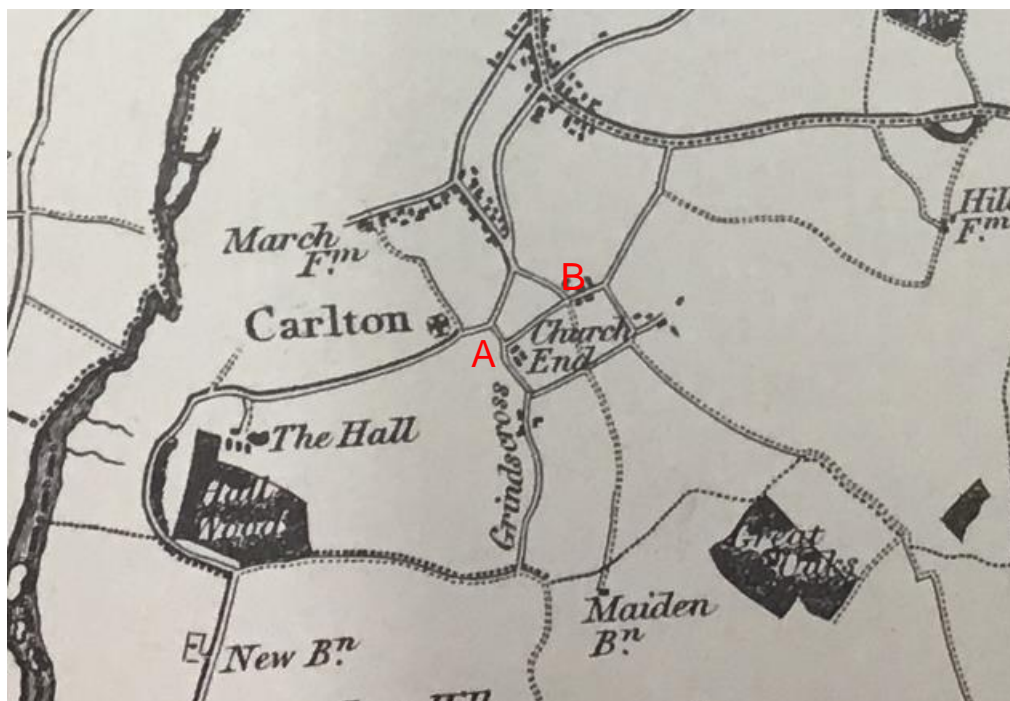 Hill
F.m
March
F.m
B
Carlton
Church
A
End
The Hall
Grindscross
Hall
Wood
Great
Oaks
Maiden
B.n
New B.n